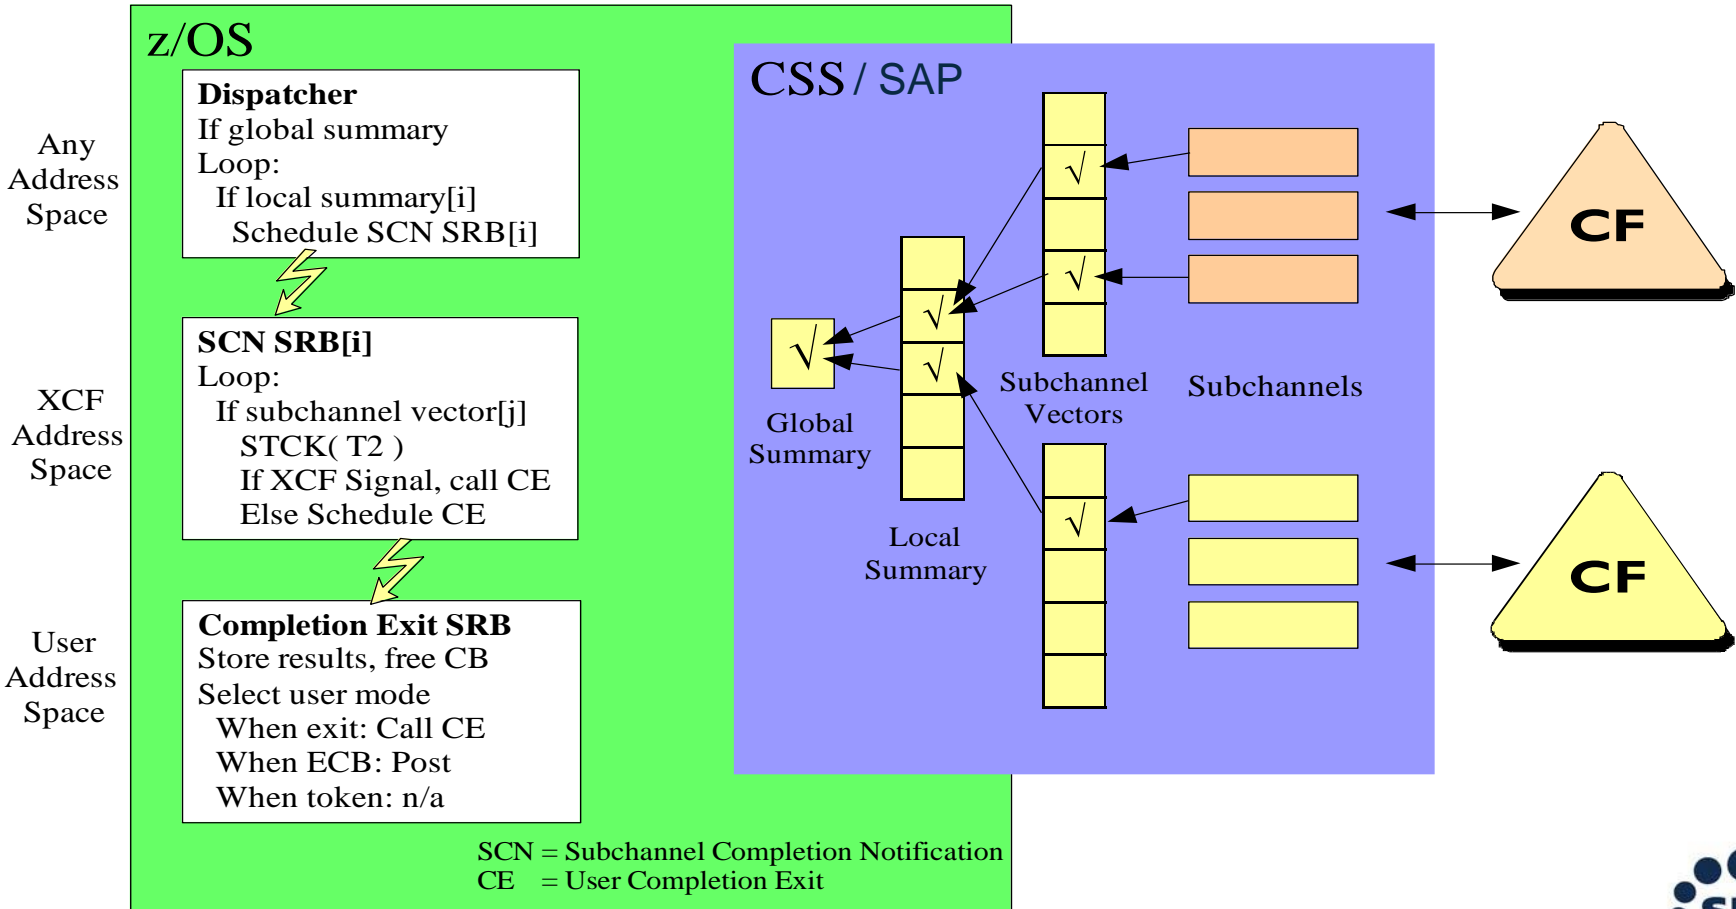 z/OS
Any
Address
Space
Dispatcher
If global summary
Loop:
If local summary[i]
Schedule SCN SRB[i]
XCF
Address
Space
SCN SRB[i]
Loop:
If subchannel vector[j]
STCK( T2 )
If XCF Signal, call CE
Else Schedule CE
User
Address
Space
Completion Exit SRB
Store results, free CB
Select user mode
When exit: Call CE
When ECB: Post
When token: n/a
SCN = Subchannel Completion Notification
CE = User Completion Exit
CSS / SAP
√
√
√
√
√
√
Global
Summary
Local
Summary
Subchannel
Vectors
Subchannels
CF
CF